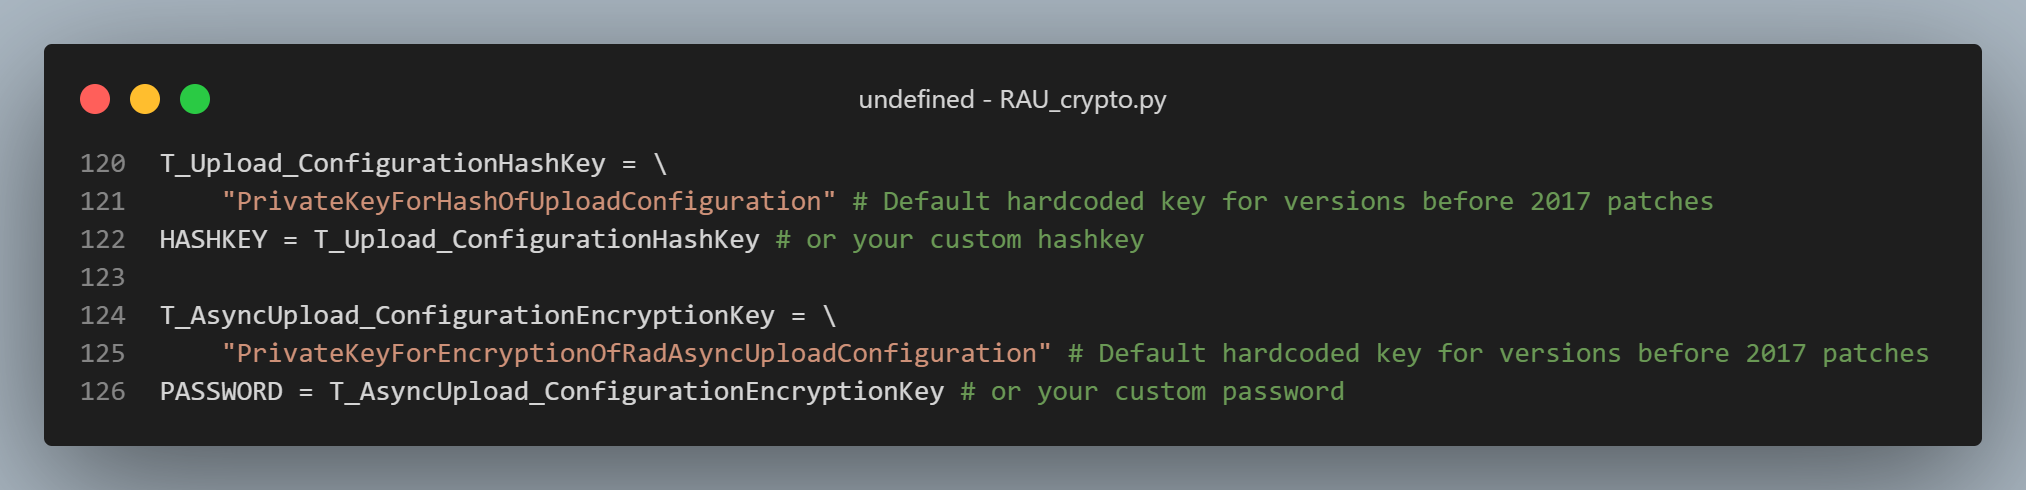 undefined - RAU_crypto.py
120 T_Upload_ConfigurationHashKey = \
121     "PrivateKeyForHashOfUploadConfiguration" # Default hardcoded key for versions before 2017 patches
122 HASHKEY = T_Upload_ConfigurationHashKey # or your custom hashkey
123
124 T_AsyncUpload_ConfigurationEncryptionKey = \
125     "PrivateKeyForEncryptionOfRadAsyncUploadConfiguration" # Default hardcoded key for versions before 2017 patches
126 PASSWORD = T_AsyncUpload_ConfigurationEncryptionKey # or your custom password